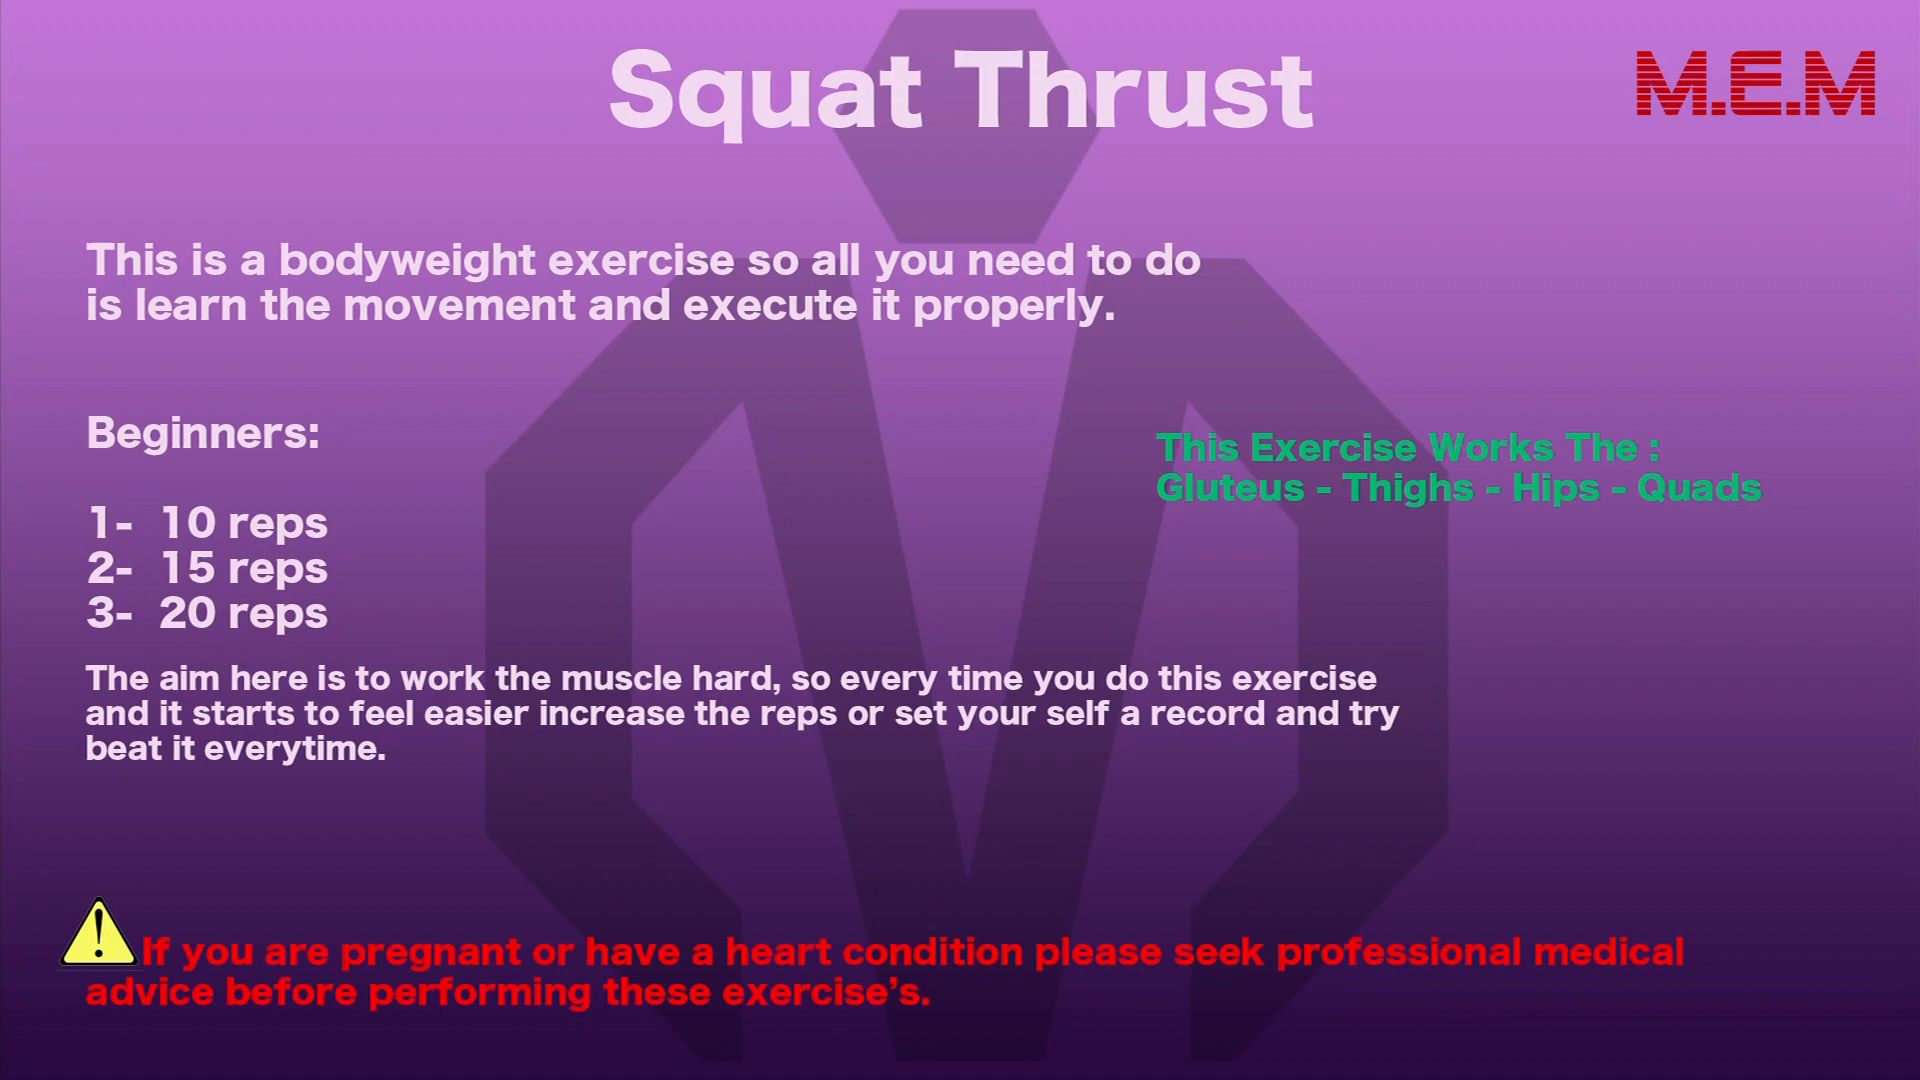 Squat Thrust
M.E.M
This is a bodyweight exercise so all you need to do
is learn the movement and execute it properly.
Beginners:
This Exercise Works The :
Gluteus - Thighs - Hips - Quads
1-  10 reps
2-  15 reps
3-  20 reps
The aim here is to work the muscle hard, so every time you do this exercise
and it starts to feel easier increase the reps or set your self a record and try
beat it everytime.
If you are pregnant or have a heart condition please seek professional medical
advice before performing these exercise’s.